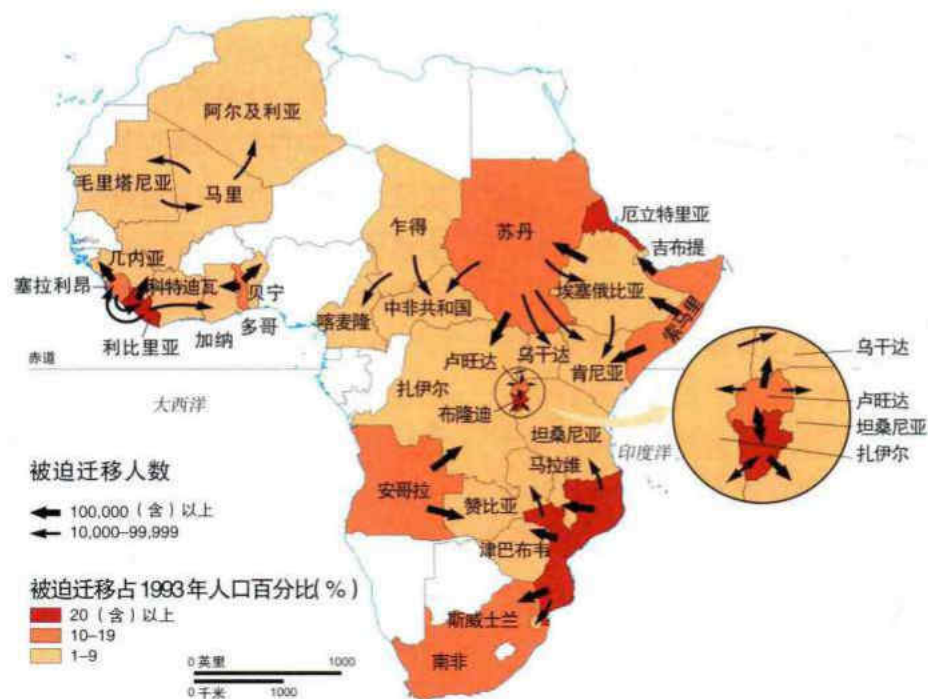 阿尔及利亚
毛里塔尼亚
马里
乍得
苏丹
厄立特里亚
吉布提
几内亚
塞拉利昂
科特迪瓦
贝宁
埃塞俄比亚
中非共和国
喀麦隆
索马里
利比里亚
加纳
多哥
赤道
卢旺达
乌干达
肯尼亚
扎伊尔
布隆迪
大西洋
坦桑尼亚
印度洋
马拉维
安哥拉
赞比亚
津巴布韦
斯威士兰
南非
乌干达
卢旺达
坦桑尼亚
扎伊尔
被迫迁移人数
100,000（含）以上
10,000–99,999
被迫迁移占1993年人口百分比(%)
20（含）以上
10–19
1–9
0 英里 1000
0 千米 1000